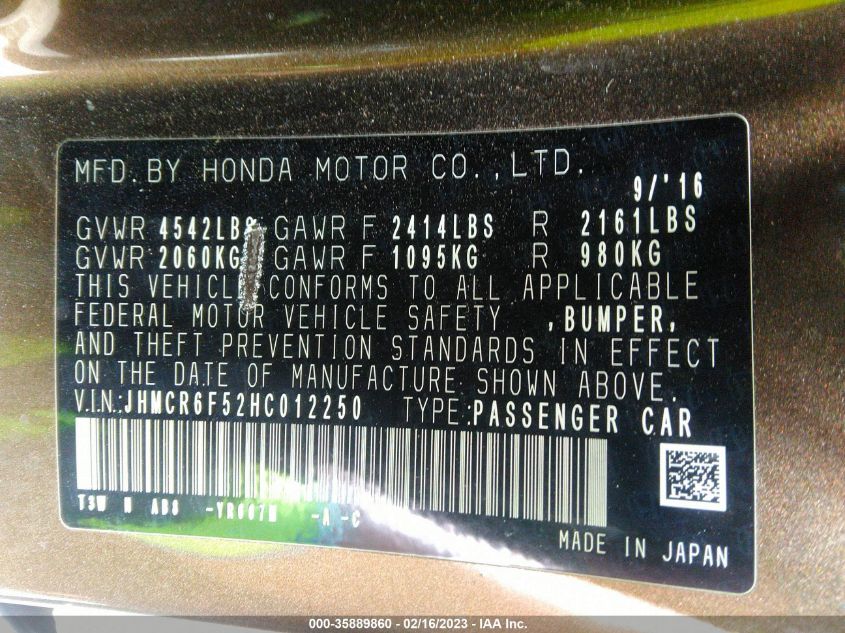 MFD. BY HONDA MOTOR CO., LTD.
9/'16
GVWR 4542LBS GAWR F 2414LBS R 2161LBS
GVWR 2060KG GAWR F 1095KG R 980KG
THIS VEHICLE CONFORMS TO ALL APPLICABLE
FEDERAL MOTOR VEHICLE SAFETY ,BUMPER,
AND THEFT PREVENTION STANDARDS IN EFFECT
ON THE DATE OF MANUFACTURE SHOWN ABOVE.
V.I.N:JHMCR6F52HC012250 TYPE:PASSENGER CAR
-A -C
MADE IN JAPAN
000-35889860 - 02/16/2023 - IAA Inc.